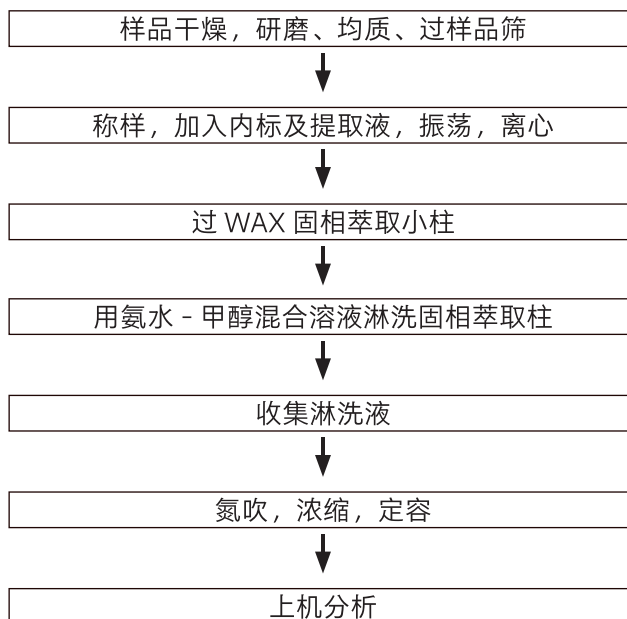 样品干燥，研磨、均质、过样品筛
称样，加入内标及提取液，振荡，离心
过 WAX 固相萃取小柱
用氨水 - 甲醇混合溶液淋洗固相萃取柱
收集淋洗液
氮吹，浓缩，定容
上机分析